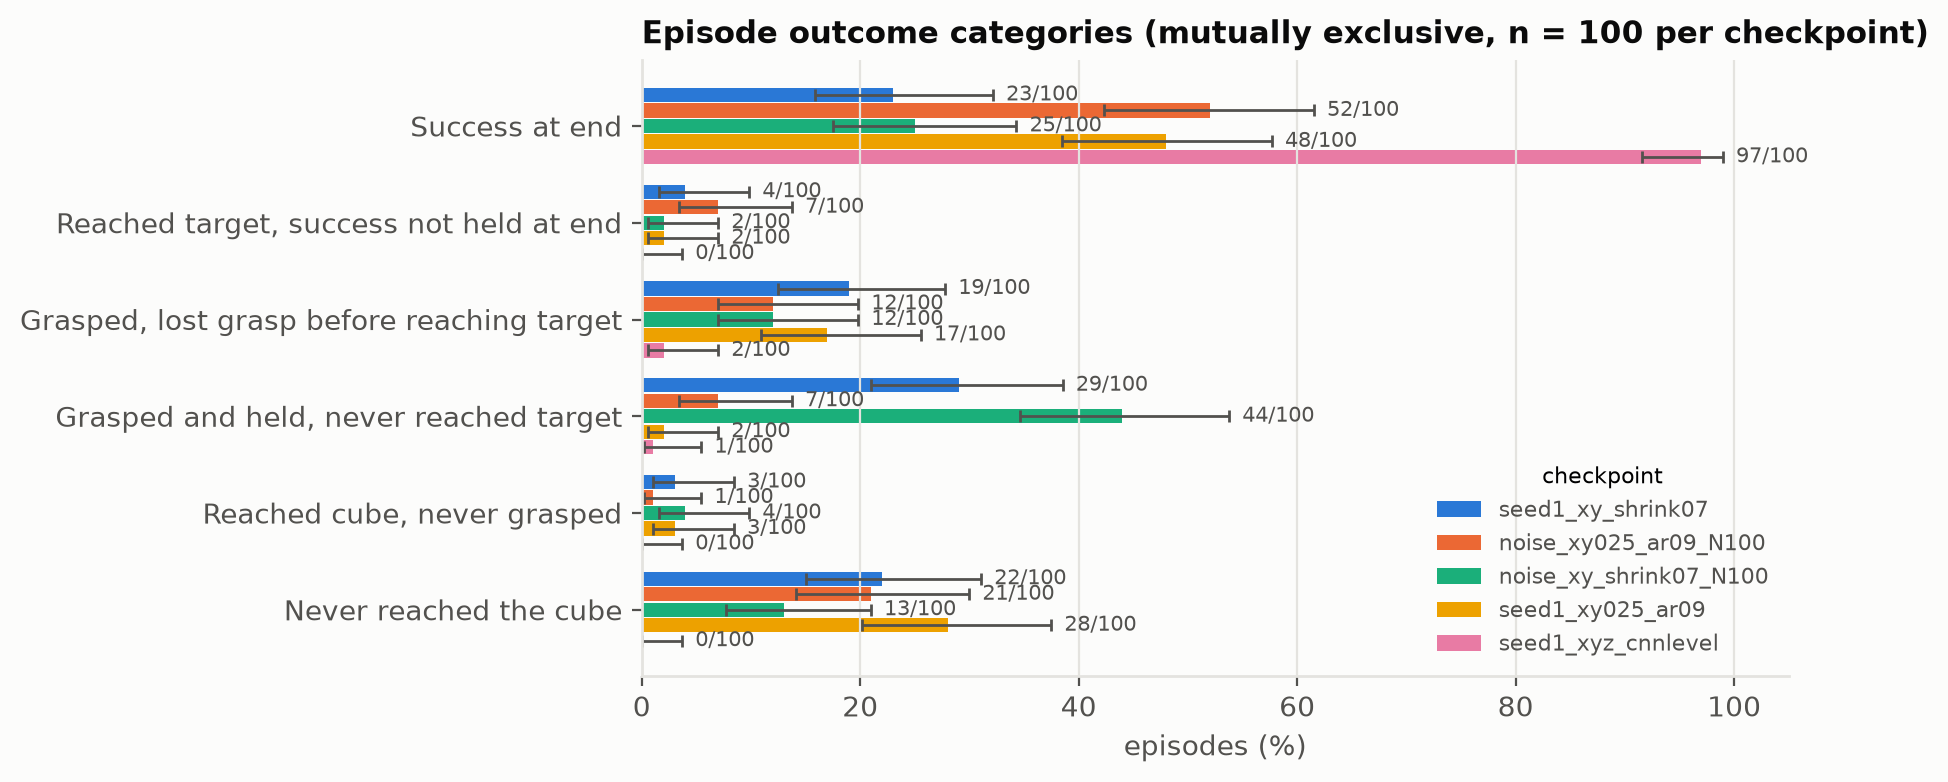 Episode outcome categories (mutually exclusive, n = 100 per checkpoint)
Success at end
23/100
52/100
25/100
48/100
97/100
Reached target, success not held at end
4/100
7/100
2/100
2/100
0/100
Grasped, lost grasp before reaching target
19/100
12/100
12/100
17/100
2/100
Grasped and held, never reached target
29/100
7/100
44/100
2/100
1/100
Reached cube, never grasped
3/100
1/100
4/100
3/100
0/100
Never reached the cube
22/100
21/100
13/100
28/100
0/100
checkpoint
seed1_xy_shrink07
noise_xy025_ar09_N100
noise_xy_shrink07_N100
seed1_xy025_ar09
seed1_xyz_cnnlevel
0 20 40 60 80 100
episodes (%)